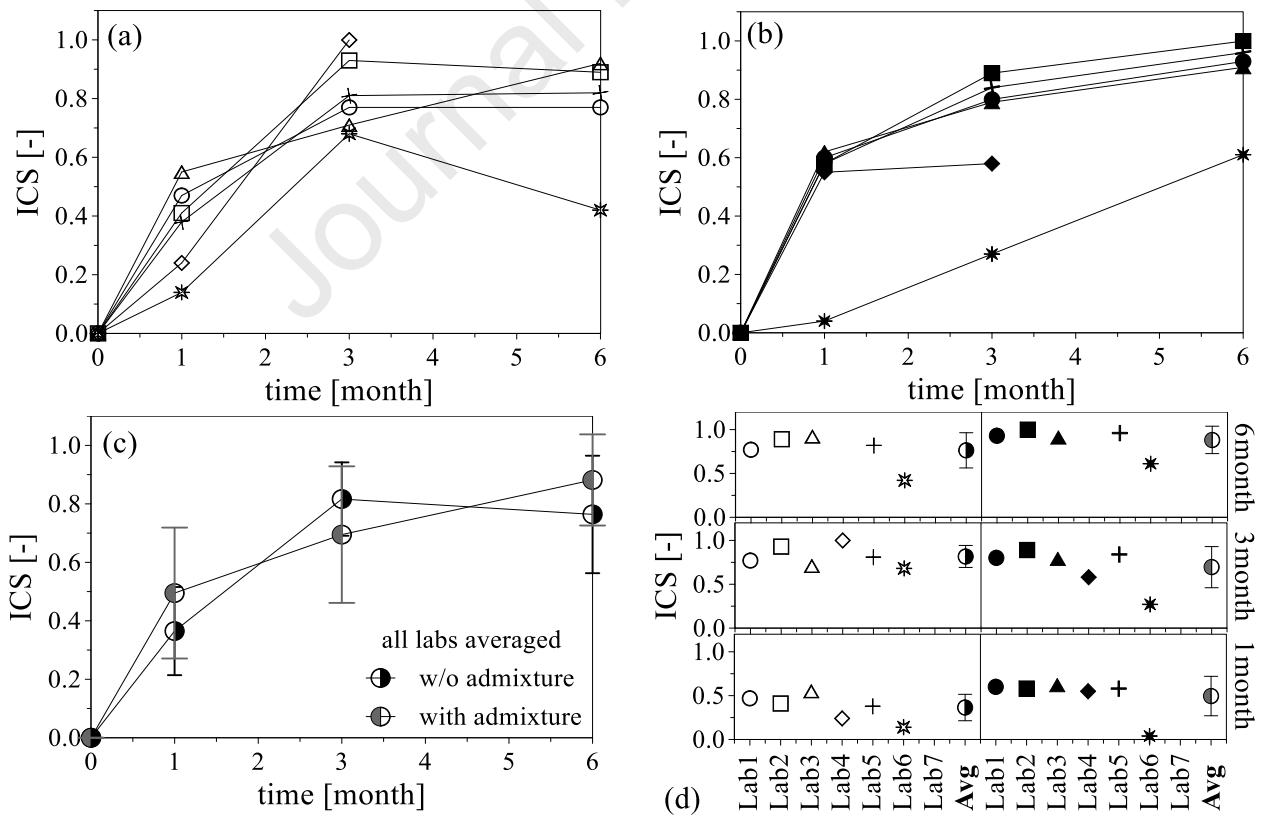 Journal
(a)
1.0
0.8
0.6
0.4
0.2
0.0
ICS [-]
0 1 2 3 4 5 6
time [month]
(b)
1.0
0.8
0.6
0.4
0.2
0.0
ICS [-]
0 1 2 3 4 5 6
time [month]
(c)
1.0
0.8
0.6
0.4
0.2
0.0
ICS [-]
all labs averaged
w/o admixture
with admixture
0 1 2 3 4 5 6
time [month]
1.0
0.5
0.0
6month
1.0
0.5
0.0
3month
1.0
0.5
0.0
1month
ICS [-]
Lab1 Lab2 Lab3 Lab4 Lab5 Lab6 Lab7 Avg Lab1 Lab2 Lab3 Lab4 Lab5 Lab6 Lab7 Avg
(d)